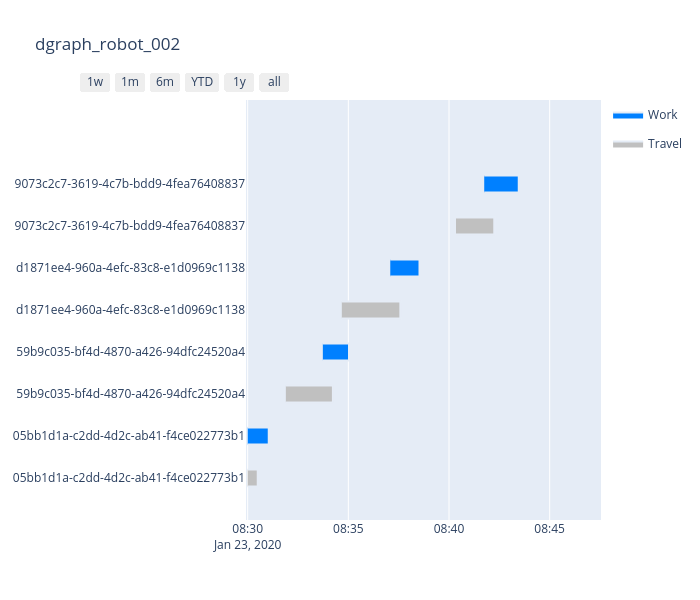 dgraph_robot_002
1w 1m 6m YTD 1y all
Work
Travel
9073c2c7-3619-4c7b-bdd9-4fea76408837
9073c2c7-3619-4c7b-bdd9-4fea76408837
d1871ee4-960a-4efc-83c8-e1d0969c1138
d1871ee4-960a-4efc-83c8-e1d0969c1138
59b9c035-bf4d-4870-a426-94dfc24520a4
59b9c035-bf4d-4870-a426-94dfc24520a4
05bb1d1a-c2dd-4d2c-ab41-f4ce022773b1
05bb1d1a-c2dd-4d2c-ab41-f4ce022773b1
08:30 08:35 08:40 08:45
Jan 23, 2020